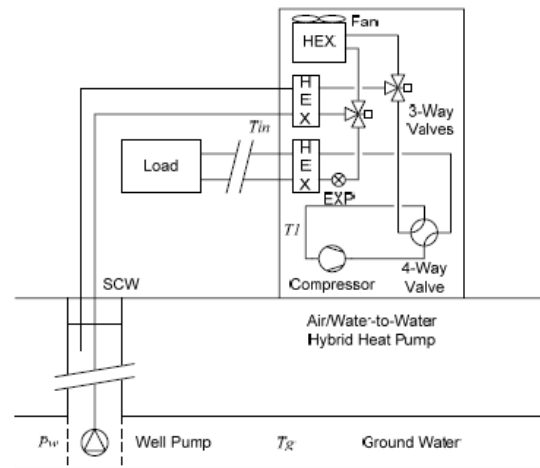 Fan
HEX
H
E
X
3-Way
Valves
Tin
Load
H
E
X
EXP
T1
SCW
Compressor
4-Way
Valve
Air/Water-to-Water
Hybrid Heat Pump
Pw
Well Pump
Tg
Ground Water